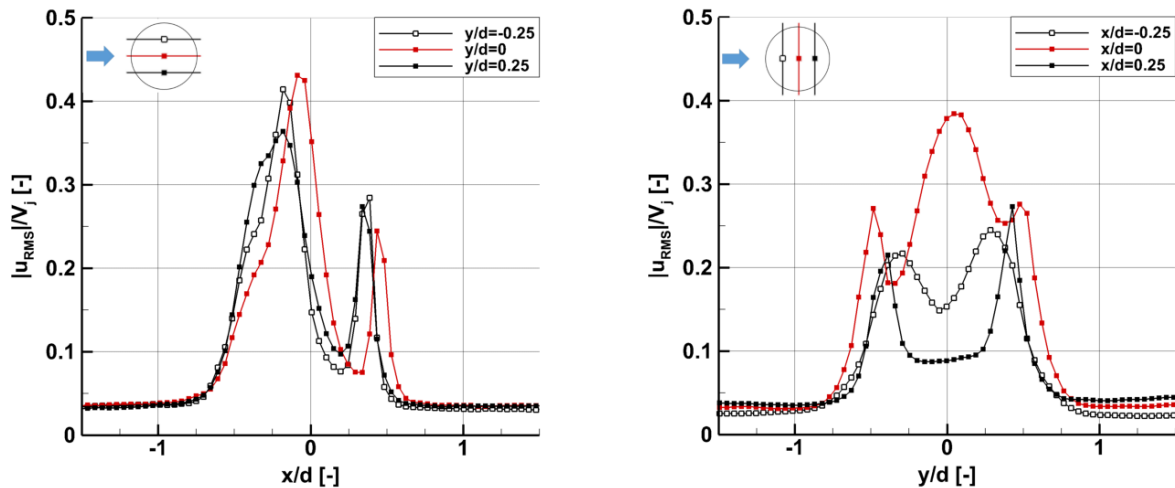 0.5
0.4
0.3
0.2
0.1
0
|u_RMS|/V_j [-]
y/d=-0.25
y/d=0
y/d=0.25
-1 0 1
x/d [-]
0.5
0.4
0.3
0.2
0.1
0
|u_RMS|/V_j [-]
x/d=-0.25
x/d=0
x/d=0.25
-1 0 1
y/d [-]